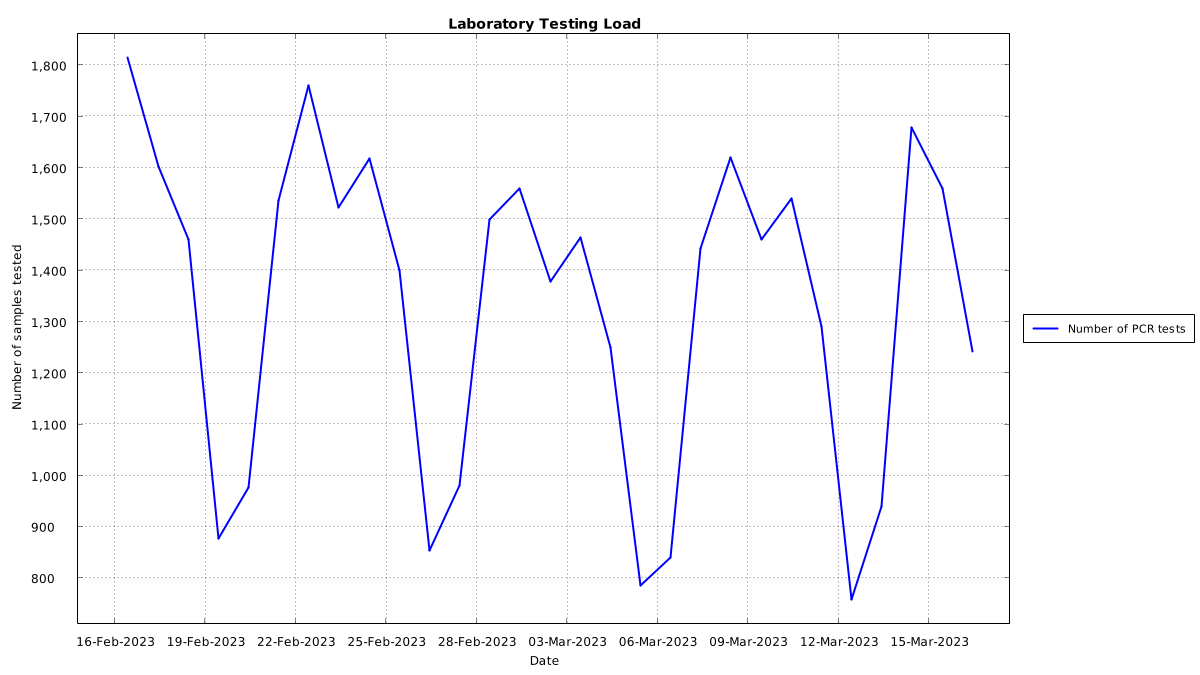 Laboratory Testing Load
1,800
1,700
1,600
1,500
1,400
1,300
1,200
1,100
1,000
900
800
Number of samples tested
16-Feb-2023 19-Feb-2023 22-Feb-2023 25-Feb-2023 28-Feb-2023 03-Mar-2023 06-Mar-2023 09-Mar-2023 12-Mar-2023 15-Mar-2023
Date
Number of PCR tests